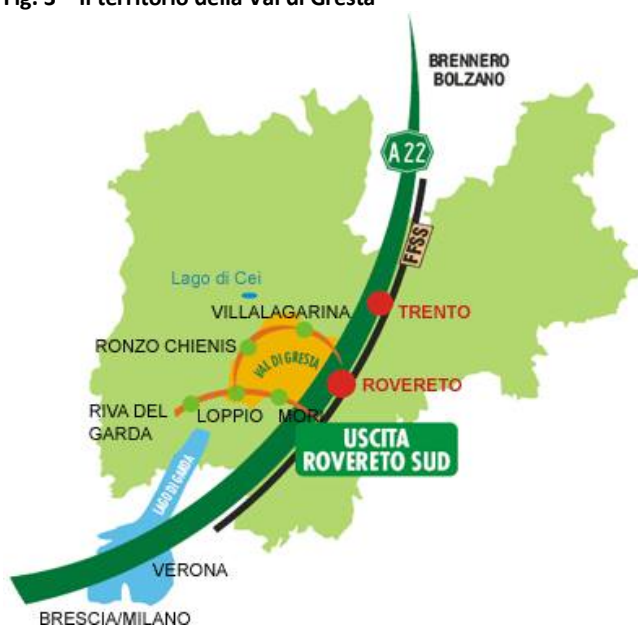 Fig. 3 – Il territorio della Val di Gresta
BRENNERO
BOLZANO
A 22
FFSS
Lago di Cei
VILLALAGARINA
TRENTO
RONZO CHIENIS
VAL DI GRESTA
ROVERETO
RIVA DEL
GARDA
LOPPIO
MORI
USCITA
ROVERETO SUD
LAGO DI GARDA
VERONA
BRESCIA/MILANO